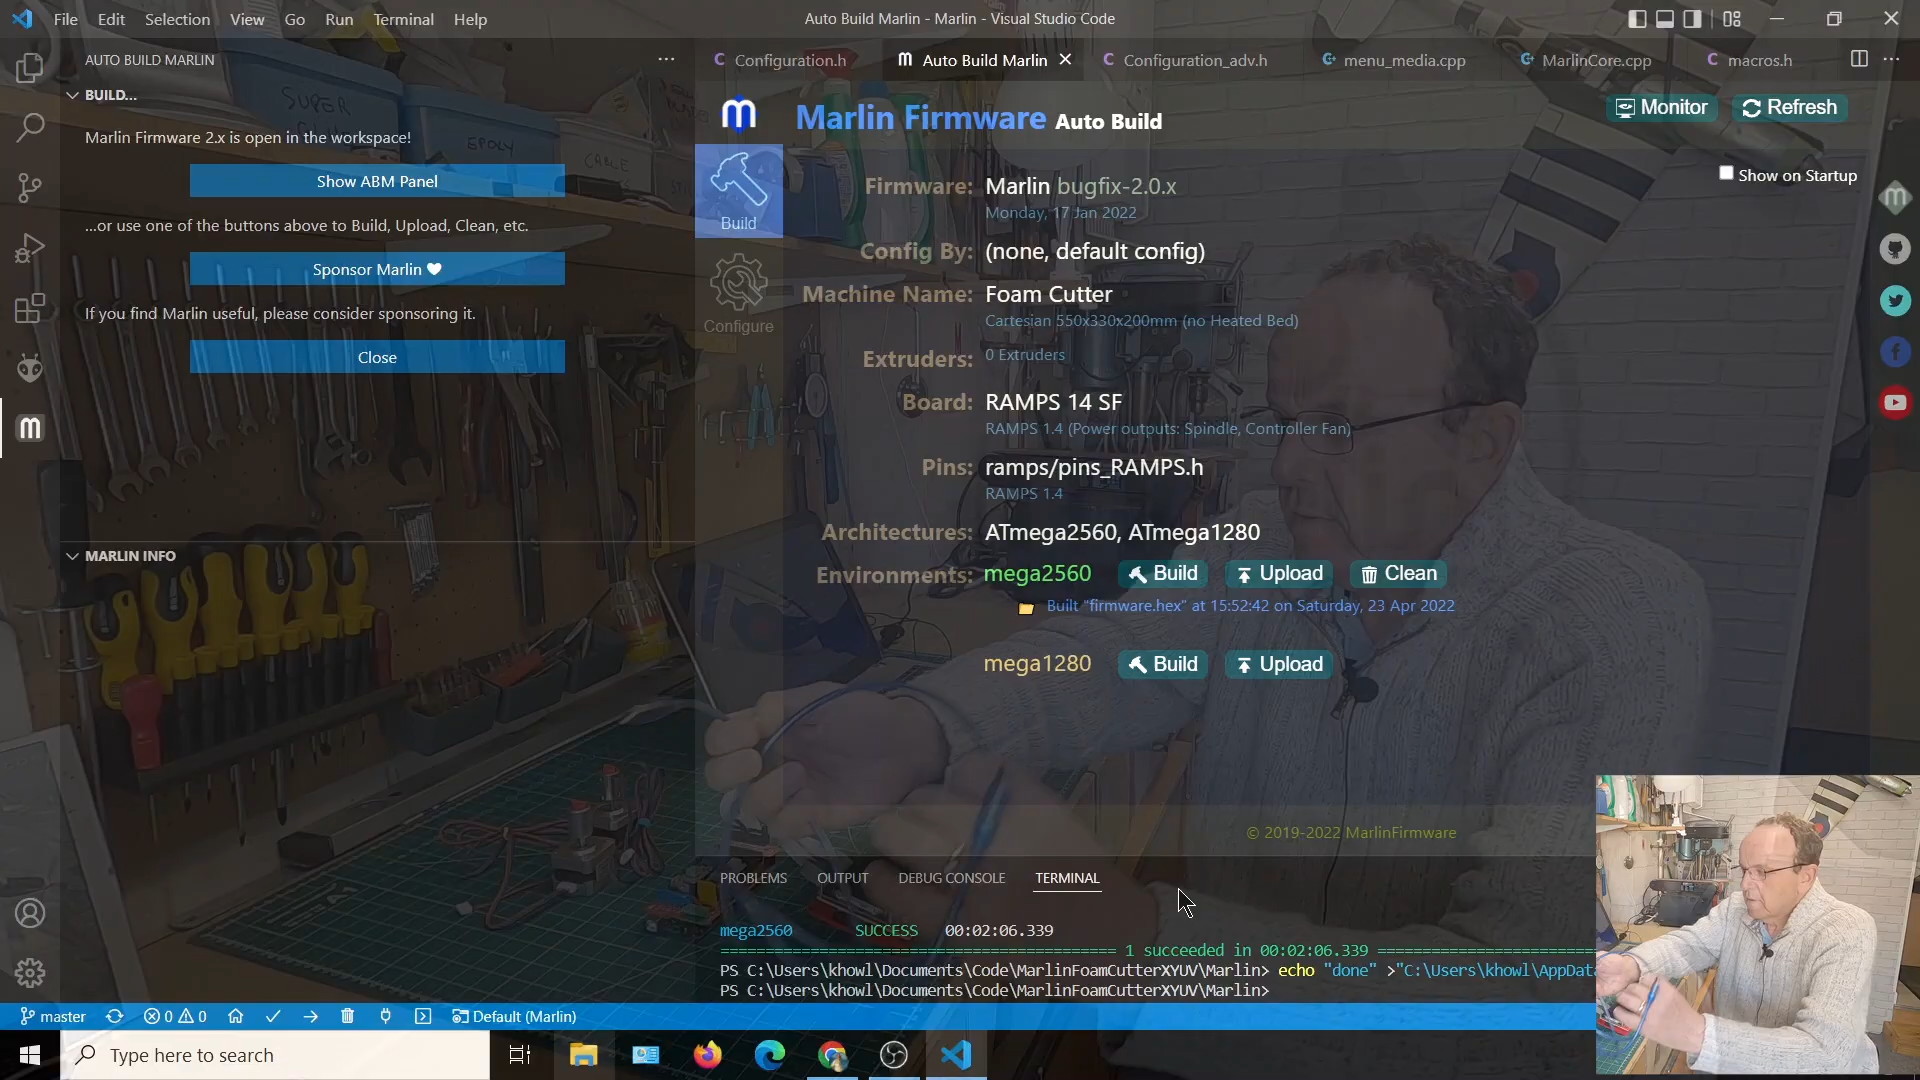 File Edit Selection View Go Run Terminal Help
Auto Build Marlin - Marlin - Visual Studio Code
AUTO BUILD MARLIN
BUILD...
Marlin Firmware 2.x is open in the workspace!
Show ABM Panel
...or use one of the buttons above to Build, Upload, Clean, etc.
Sponsor Marlin
If you find Marlin useful, please consider sponsoring it.
Close
MARLIN INFO
SUPER
EPOLY
CABLE
Configuration.h Auto Build Marlin Configuration_adv.h menu_media.cpp MarlinCore.cpp macros.h
Marlin Firmware Auto Build
Monitor Refresh
Show on Startup
Build
Configure
Firmware: Marlin bugfix-2.0.x
Monday, 17 Jan 2022
Config By: (none, default config)
Machine Name: Foam Cutter
Cartesian 550x330x200mm (no Heated Bed)
Extruders: 0 Extruders
Board: RAMPS 14 SF
RAMPS 1.4 (Power outputs: Spindle, Controller Fan)
Pins: ramps/pins_RAMPS.h
RAMPS 1.4
Architectures: ATmega2560, ATmega1280
Environments: mega2560 Build Upload Clean
Built "firmware.hex" at 15:52:42 on Saturday, 23 Apr 2022
mega1280 Build Upload
© 2019-2022 MarlinFirmware
PROBLEMS OUTPUT DEBUG CONSOLE TERMINAL
mega2560 SUCCESS 00:02:06.339
======================================== 1 succeeded in 00:02:06.339 ======================
PS C:\Users\khowl\Documents\Code\MarlinFoamCutterXYUV\Marlin> echo "done" >"C:\Users\khowl\AppData
PS C:\Users\khowl\Documents\Code\MarlinFoamCutterXYUV\Marlin>
master 0 0 Default (Marlin)
Type here to search